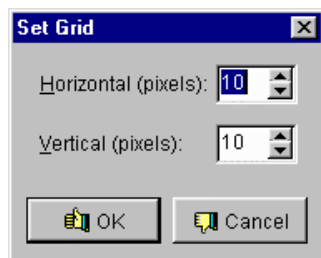 Set Grid
Horizontal (pixels): 10
Vertical (pixels): 10
OK Cancel